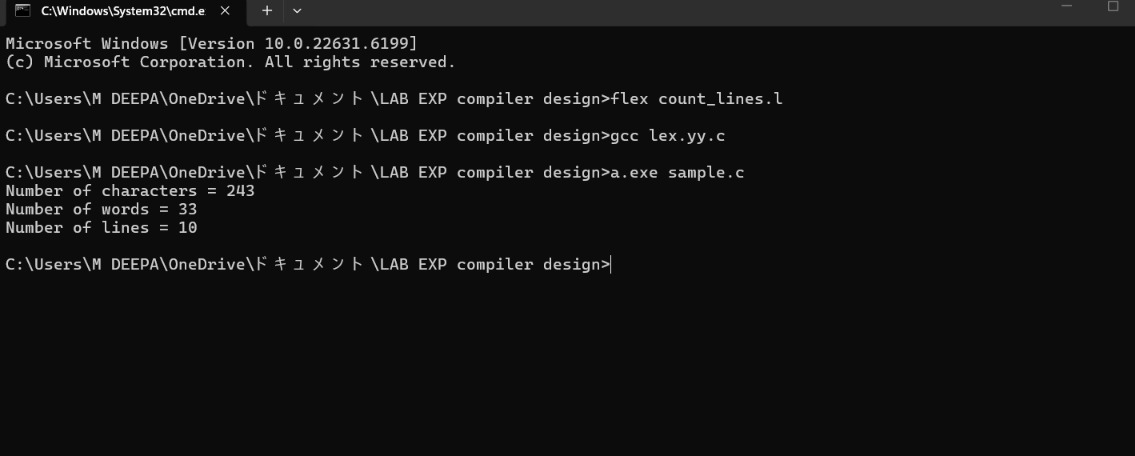 C:\Windows\System32\cmd.e
Microsoft Windows [Version 10.0.22631.6199]
(c) Microsoft Corporation. All rights reserved.
C:\Users\M DEEPA\OneDrive\ドキュメント\LAB EXP compiler design>flex count_lines.l
C:\Users\M DEEPA\OneDrive\ドキュメント\LAB EXP compiler design>gcc lex.yy.c
C:\Users\M DEEPA\OneDrive\ドキュメント\LAB EXP compiler design>a.exe sample.c
Number of characters = 243
Number of words = 33
Number of lines = 10
C:\Users\M DEEPA\OneDrive\ドキュメント\LAB EXP compiler design>